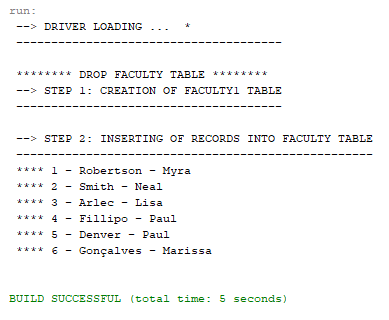 run:
--> DRIVER LOADING ... *
--------------------------------------
******** DROP FACULTY TABLE ********
--> STEP 1: CREATION OF FACULTY1 TABLE
--------------------------------------
--> STEP 2: INSERTING OF RECORDS INTO FACULTY TABLE
---------------------------------------------------
**** 1 - Robertson - Myra
**** 2 - Smith - Neal
**** 3 - Arlec - Lisa
**** 4 - Fillipo - Paul
**** 5 - Denver - Paul
**** 6 - Gonçalves - Marissa
BUILD SUCCESSFUL (total time: 5 seconds)